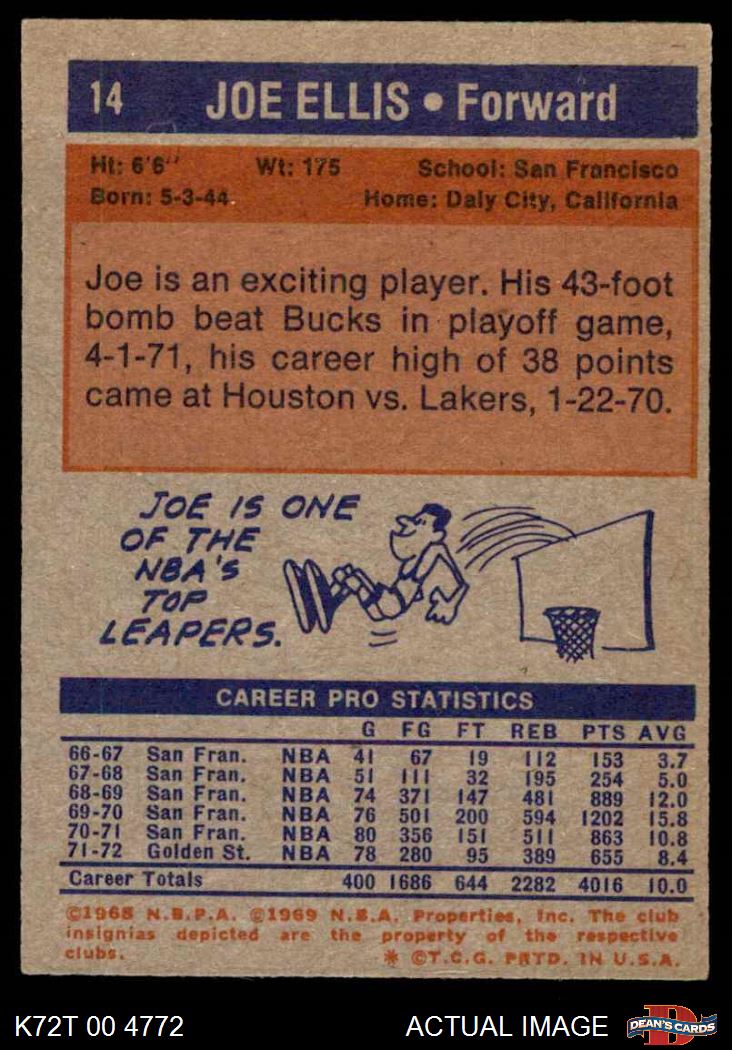 14 JOE ELLIS • Forward
Ht: 6'6" Wt: 175 School: San Francisco
Born: 5-3-44 Home: Daly City, California
Joe is an exciting player. His 43-foot
bomb beat Bucks in playoff game,
4-1-71, his career high of 38 points
came at Houston vs. Lakers, 1-22-70.
JOE IS ONE
OF THE
NBA'S
TOP
LEAPERS.
CAREER PRO STATISTICS
G FG FT REB PTS AVG
66-67 San Fran. NBA 41 67 19 112 153 3.7
67-68 San Fran. NBA 51 111 32 195 254 5.0
68-69 San Fran. NBA 74 371 147 481 889 12.0
69-70 San Fran. NBA 76 501 200 594 1202 15.8
70-71 San Fran. NBA 80 356 151 511 863 10.8
71-72 Golden St. NBA 78 280 95 389 655 8.4
Career Totals 400 1686 644 2282 4016 10.0
©1968 N.B.P.A. ©1969 N.B.A. Properties, Inc. The club
insignias depicted are the property of the respective
clubs. * ©T.C.G. PRTD. IN U.S.A.
K72T 00 4772 ACTUAL IMAGE D DEAN'S CARDS